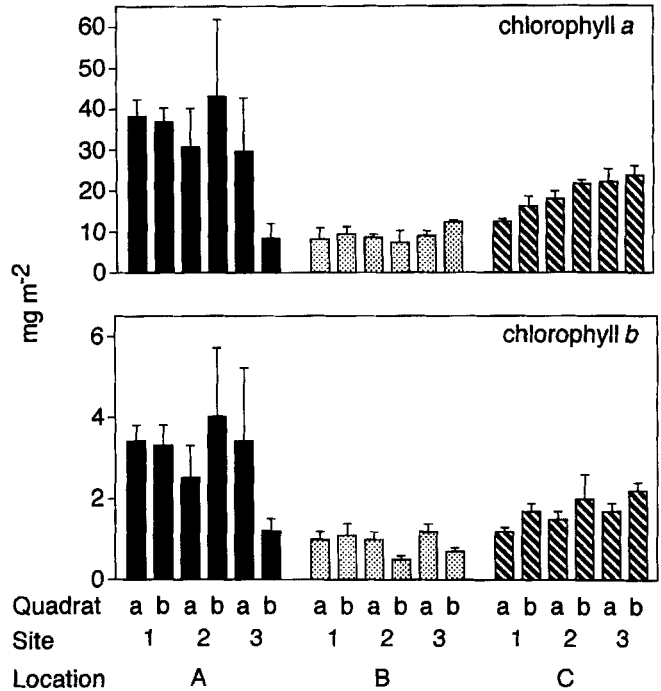 chlorophyll a
60
50
40
30
20
10
0
mg m-2
chlorophyll b
6
4
2
0
Quadrat a b a b a b a b a b a b a b a b a b
Site 1 2 3 1 2 3 1 2 3
Location A B C